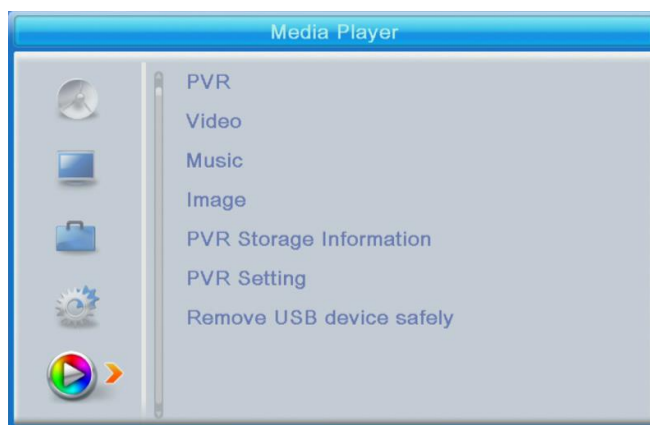 Media Player
PVR
Video
Music
Image
PVR Storage Information
PVR Setting
Remove USB device safely